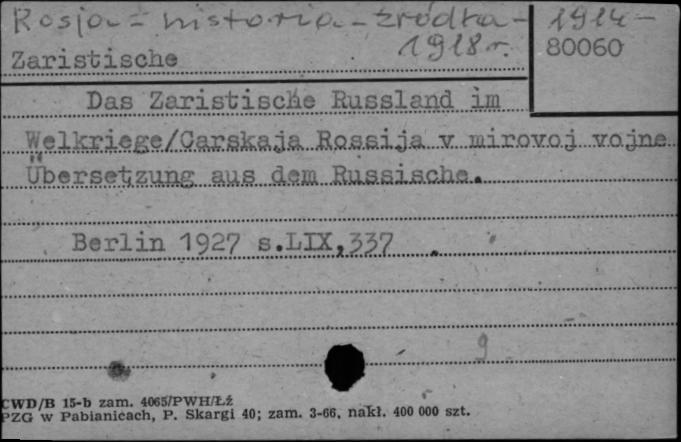 Rosja - historia - źródła - 1914 -
1918 r.
80060
Zaristische
Das Zaristische Russland im
Welkriege/Carskaja Rossija v mirovoj vojne
Übersetzung aus dem Russische.
Berlin 1927 s.LIX,337 .
9
CWD/B 15-b zam. 4065/PWH/Łź
PZG w Pabianicach, P. Skargi 40; zam. 3-66, nakł. 400 000 szt.